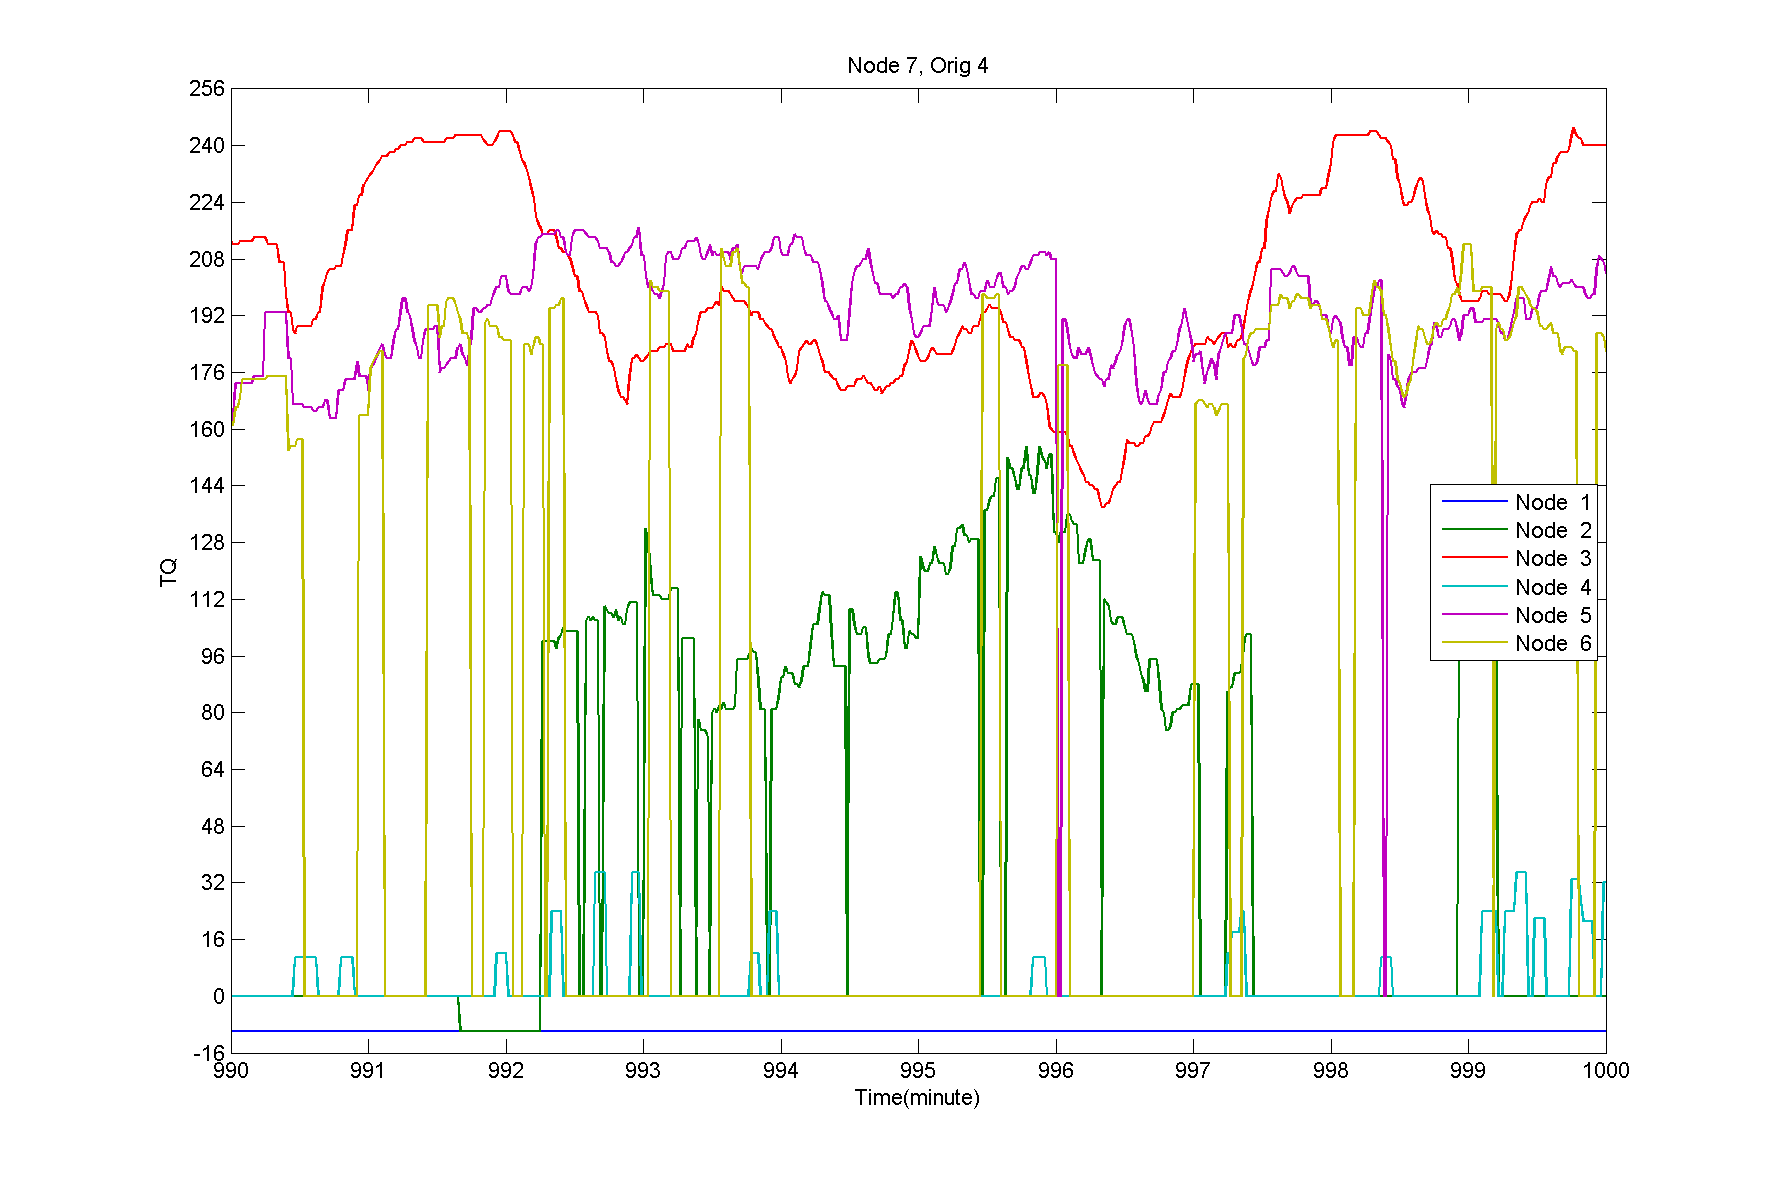 Node 7, Orig 4
256
240
224
208
192
176
160
144
128
112
96
80
64
48
32
16
0
-16
TQ
990 991 992 993 994 995 996 997 998 999 1000
Time(minute)
Node 1
Node 2
Node 3
Node 4
Node 5
Node 6